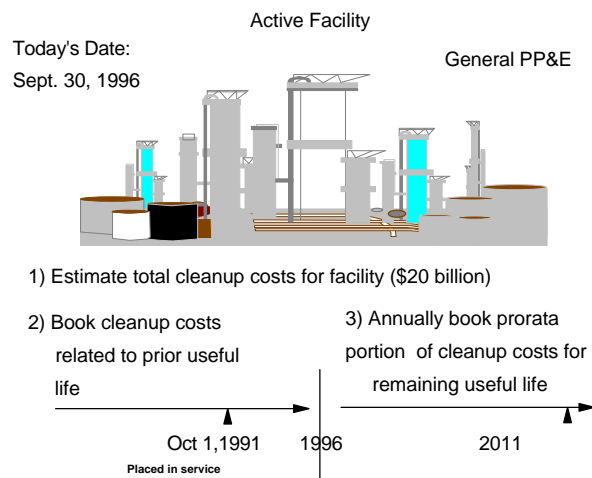 Active Facility
Today's Date:
Sept. 30, 1996
General PP&E
1) Estimate total cleanup costs for facility ($20 billion)
2) Book cleanup costs
related to prior useful
life
3) Annually book prorata
portion of cleanup costs for
remaining useful life
Oct 1,1991
1996
2011
Placed in service